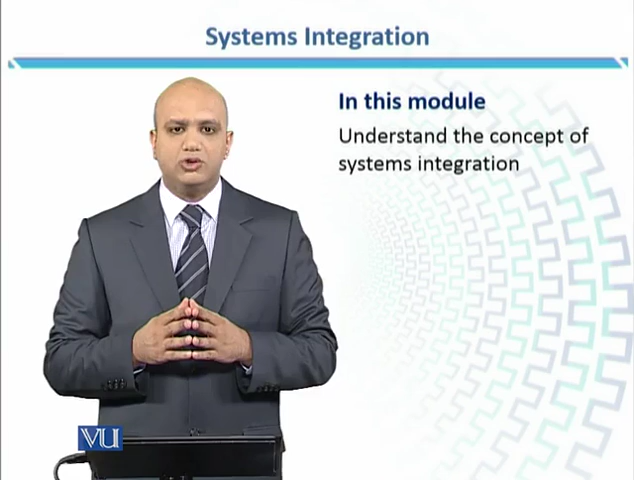 Systems Integration
In this module
Understand the concept of
systems integration
VU